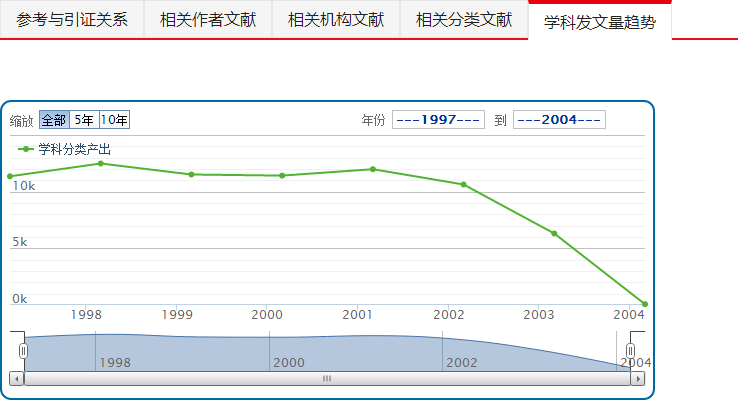 参考与引证关系 相关作者文献 相关机构文献 相关分类文献 学科发文量趋势
缩放 全部 5年 10年 年份 ---1997--- 到 ---2004---
学科分类产出
10k
5k
0k
1998 1999 2000 2001 2002 2003 2004
1998 2000 2002 2004